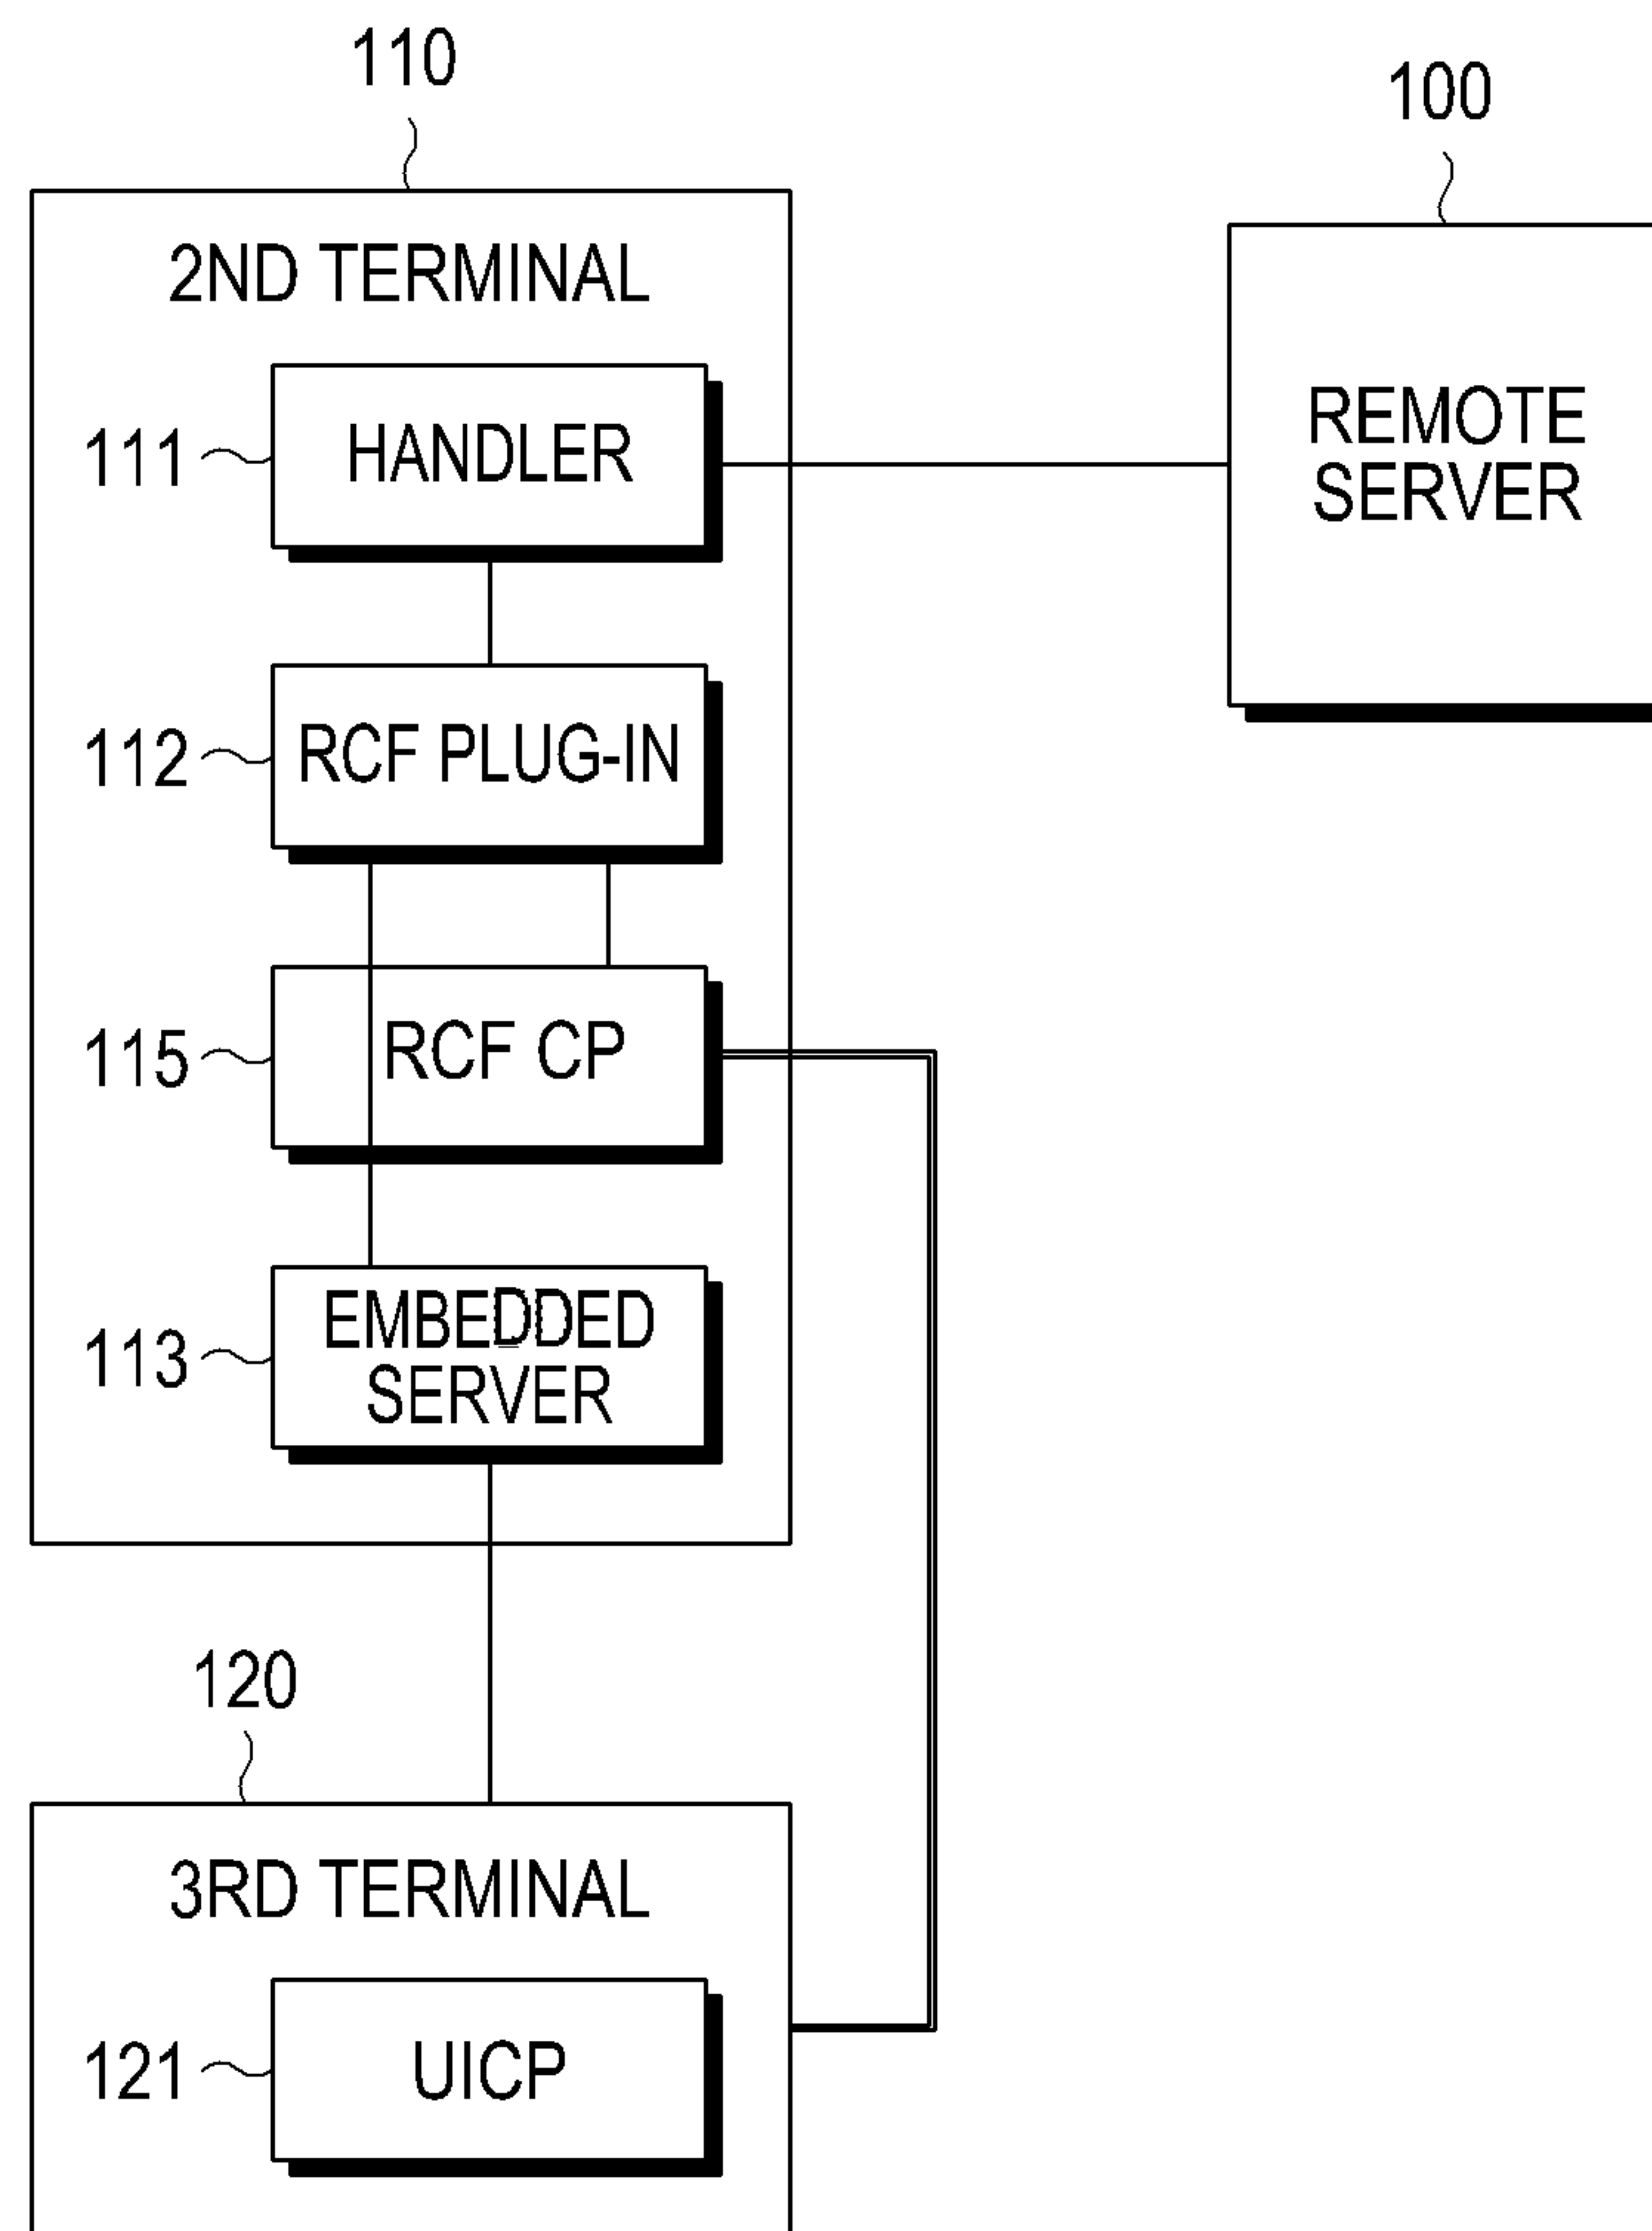 110
100
2ND TERMINAL
111
HANDLER
REMOTE
SERVER
112
RCF PLUG-IN
115
RCF CP
113
EMBEDDED
SERVER
120
3RD TERMINAL
121
UICP